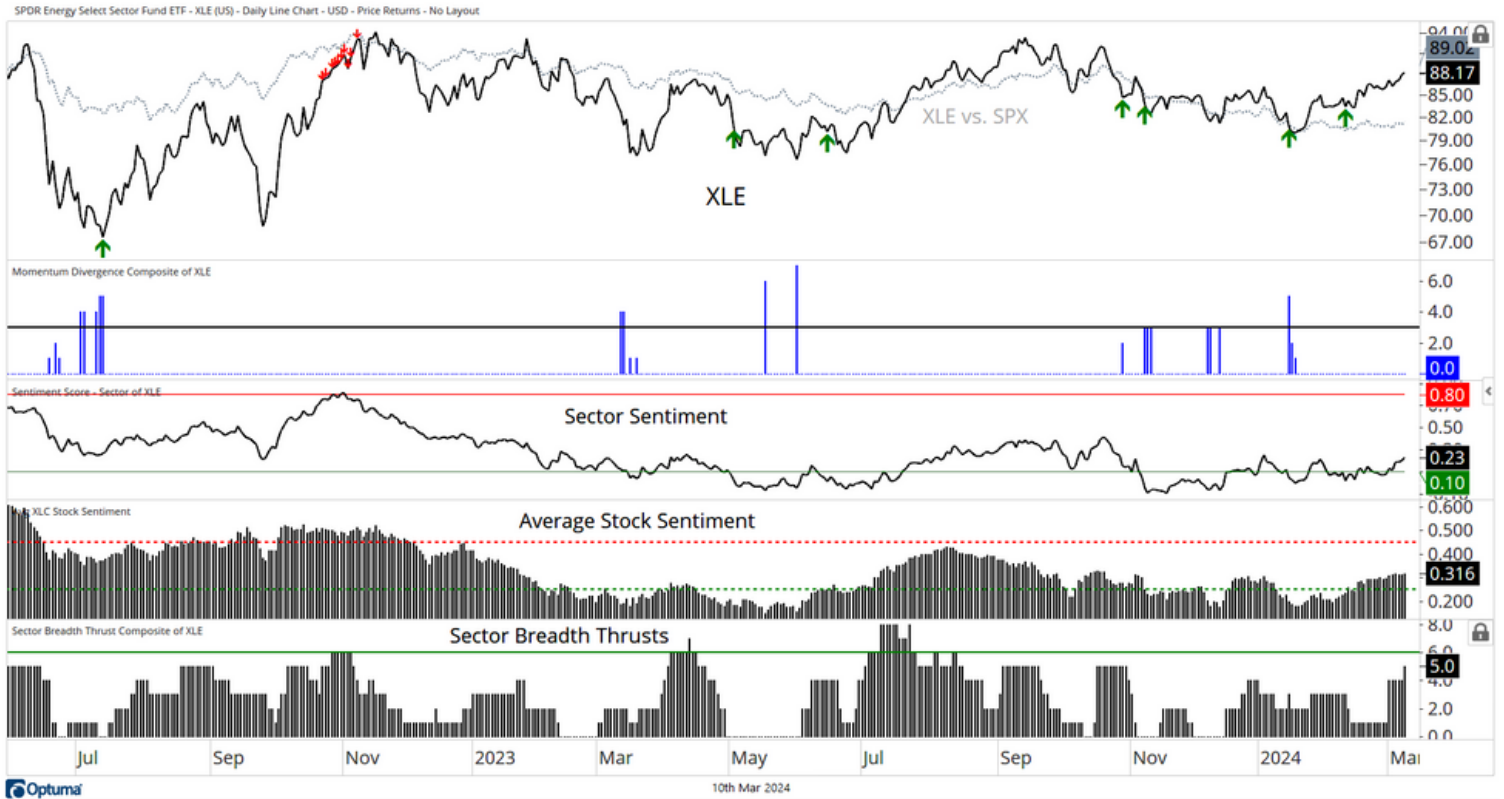 SPDR Energy Select Sector Fund ETF - XLE (US) - Daily Line Chart - USD - Price Returns - No Layout
94.00
89.02
88.17
85.00
82.00
79.00
76.00
73.00
70.00
67.00
XLE vs. SPX
XLE
Momentum Divergence Composite of XLE
6.0
4.0
2.0
0.0
Sentiment Score - Sector of XLE
Sector Sentiment
0.80
0.70
0.50
0.23
0.10
XLC Stock Sentiment
Average Stock Sentiment
0.600
0.500
0.400
0.316
0.200
Sector Breadth Thrust Composite of XLE
Sector Breadth Thrusts
8.0
6.0
5.0
4.0
2.0
0.0
Jul Sep Nov 2023 Mar May Jul Sep Nov 2024 Mar
Optuma
10th Mar 2024